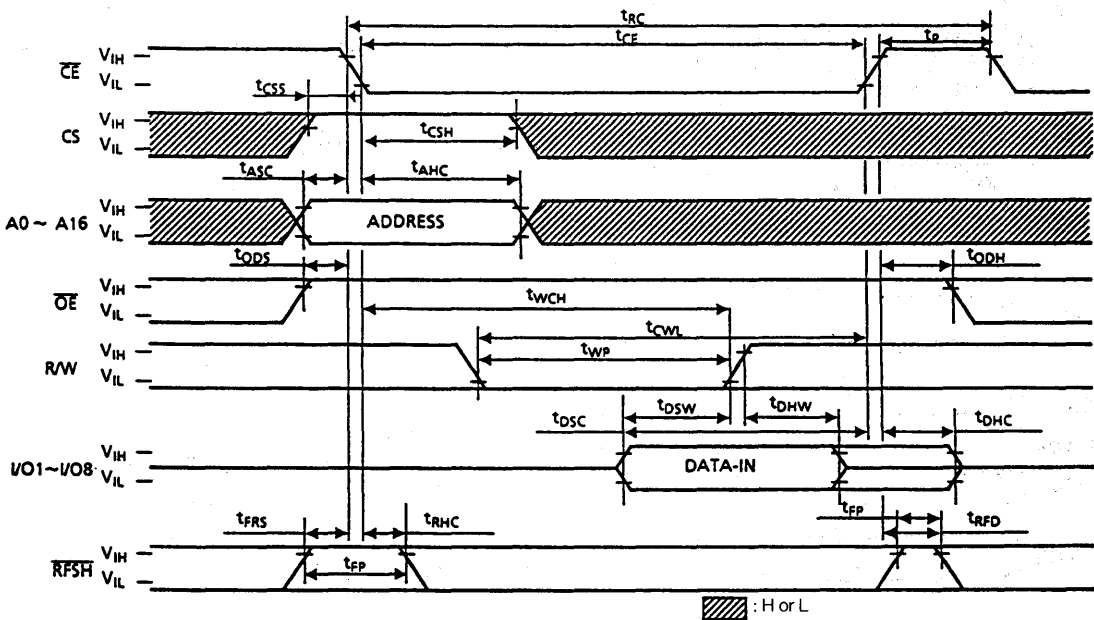 tRC
tCE
tP
VIH
CE
VIL
tCSS
VIH
CS
VIL
tCSH
tASC
tAHC
VIH
A0 ~ A16
VIL
ADDRESS
tODS
tODH
VIH
OE
VIL
tWCH
tCWL
VIH
R/W
VIL
tWP
tDSC
tDSW
tDHW
tDHC
VIH
I/O1~I/O8
VIL
DATA-IN
tFP
tFRS
tRHC
tRFD
VIH
RFSH
VIL
tFP
: H or L